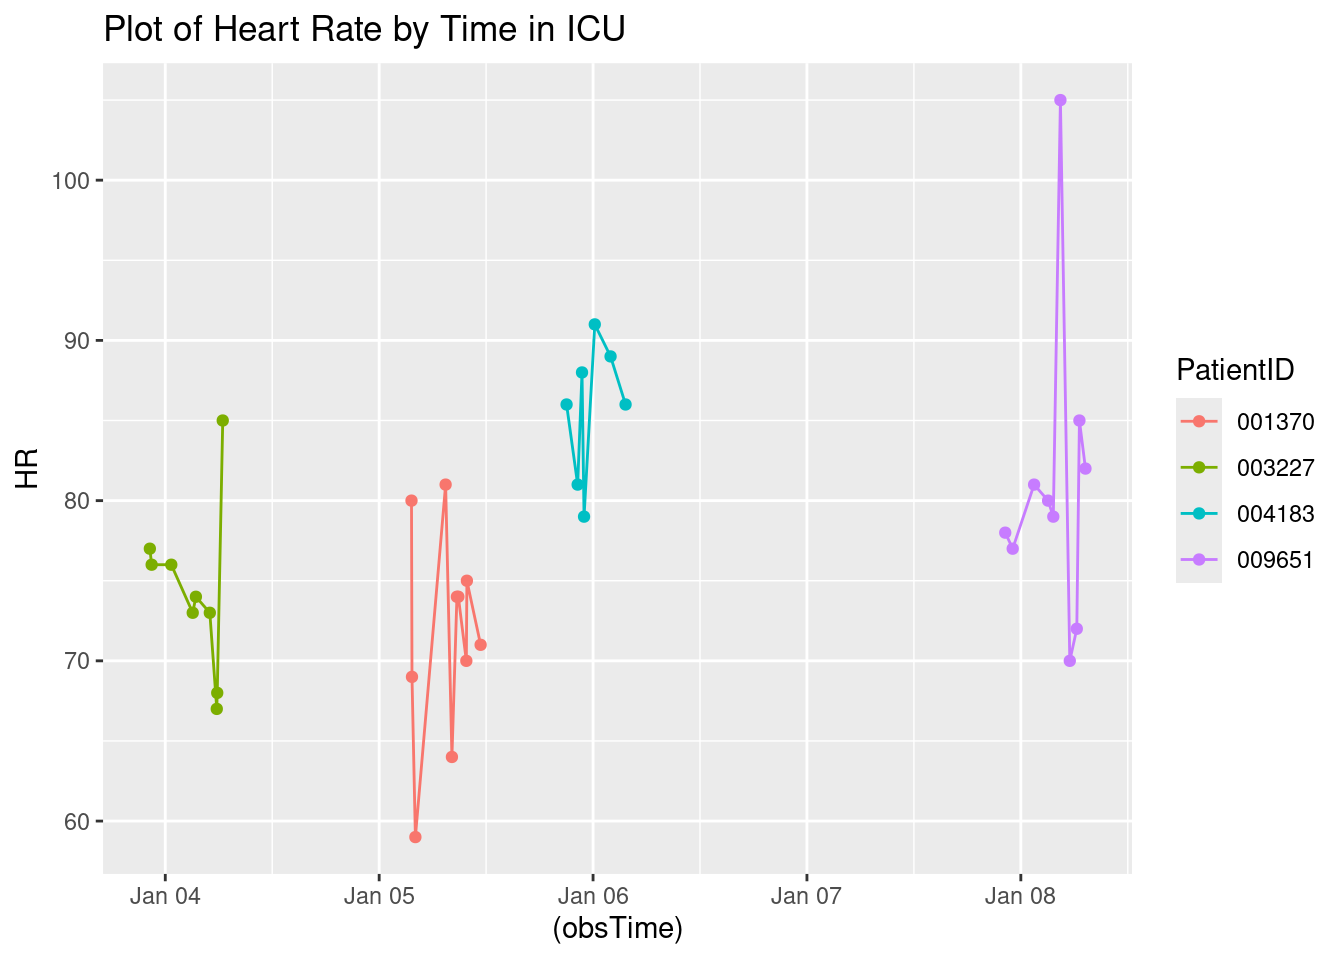 Plot of Heart Rate by Time in ICU
HR
100
90
80
70
60
Jan 04
Jan 05
Jan 06
Jan 07
Jan 08
(obsTime)
PatientID
001370
003227
004183
009651